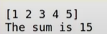 [1 2 3 4 5]
The sum is 15